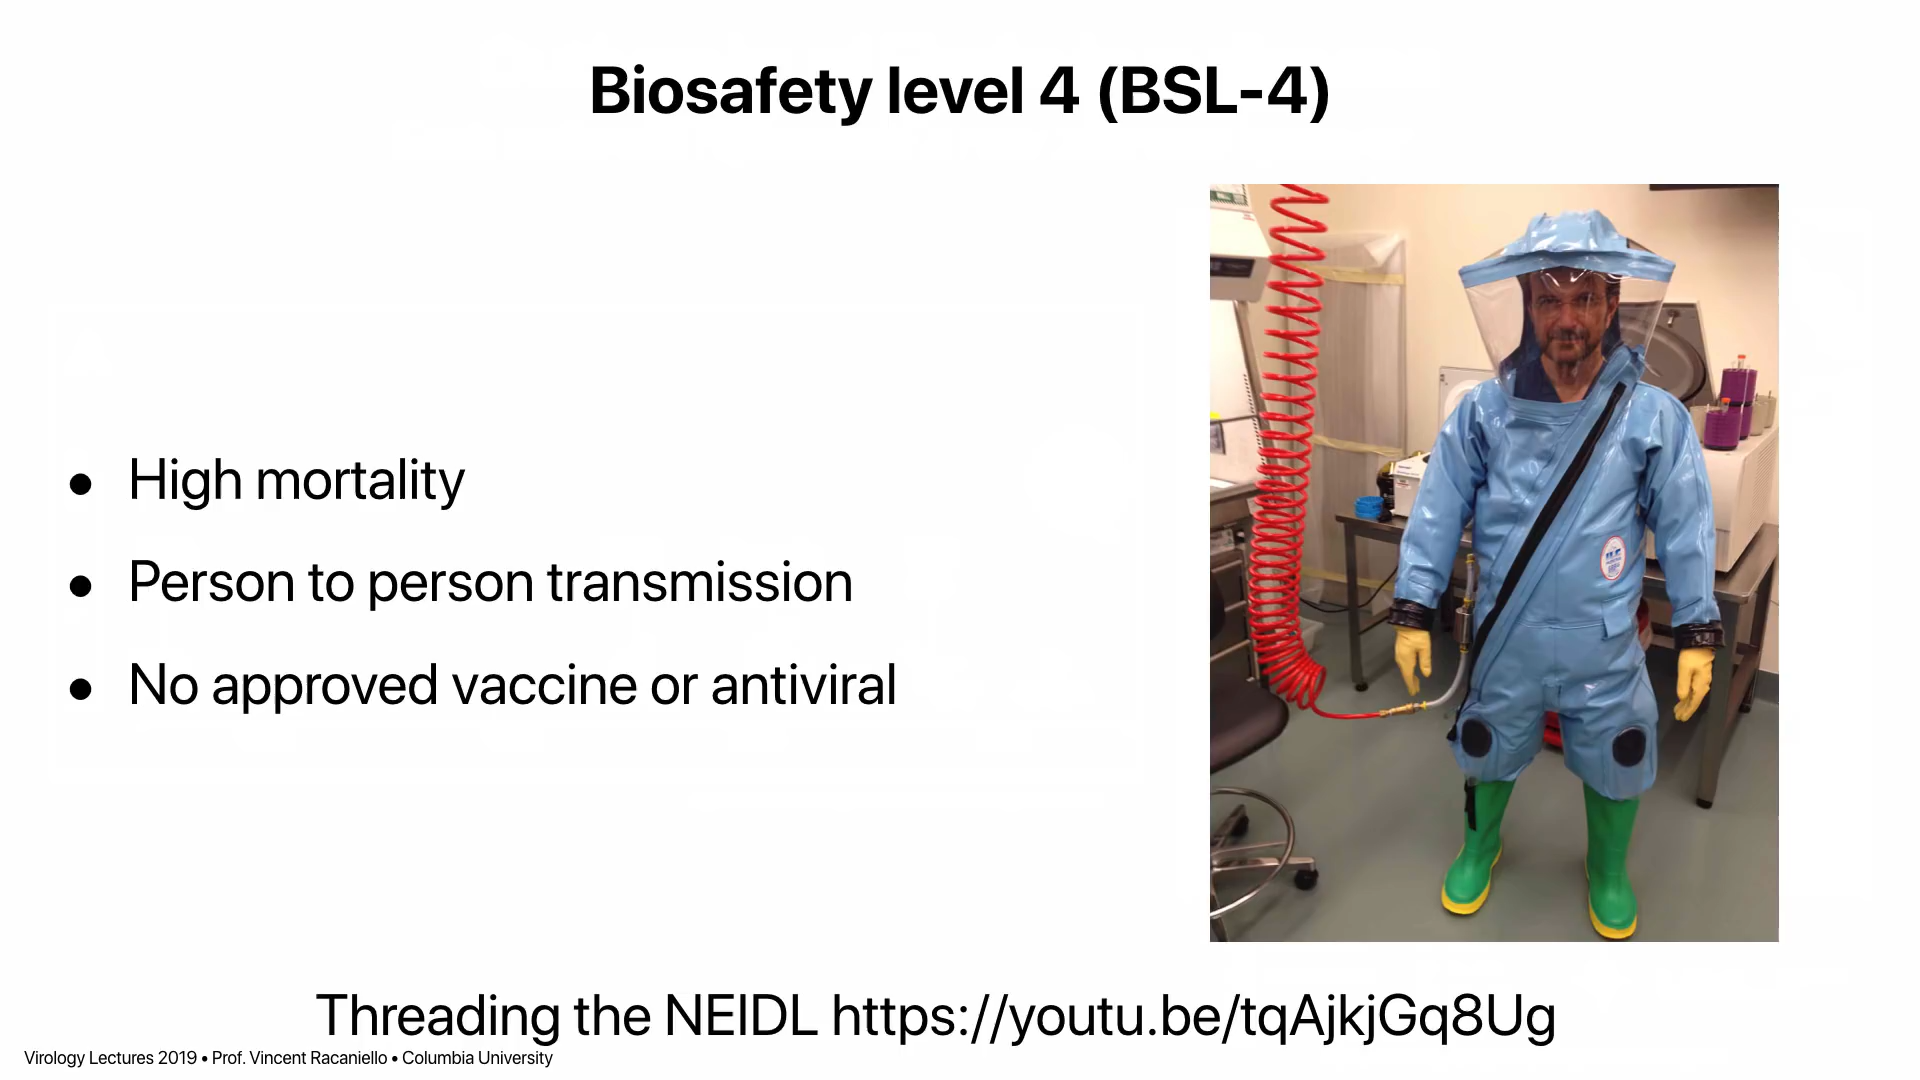 Biosafety level 4 (BSL-4)
• High mortality
• Person to person transmission
• No approved vaccine or antiviral
Threading the NEIDL https://youtu.be/tqAjkjGq8Ug
Virology Lectures 2019 • Prof. Vincent Racaniello • Columbia University